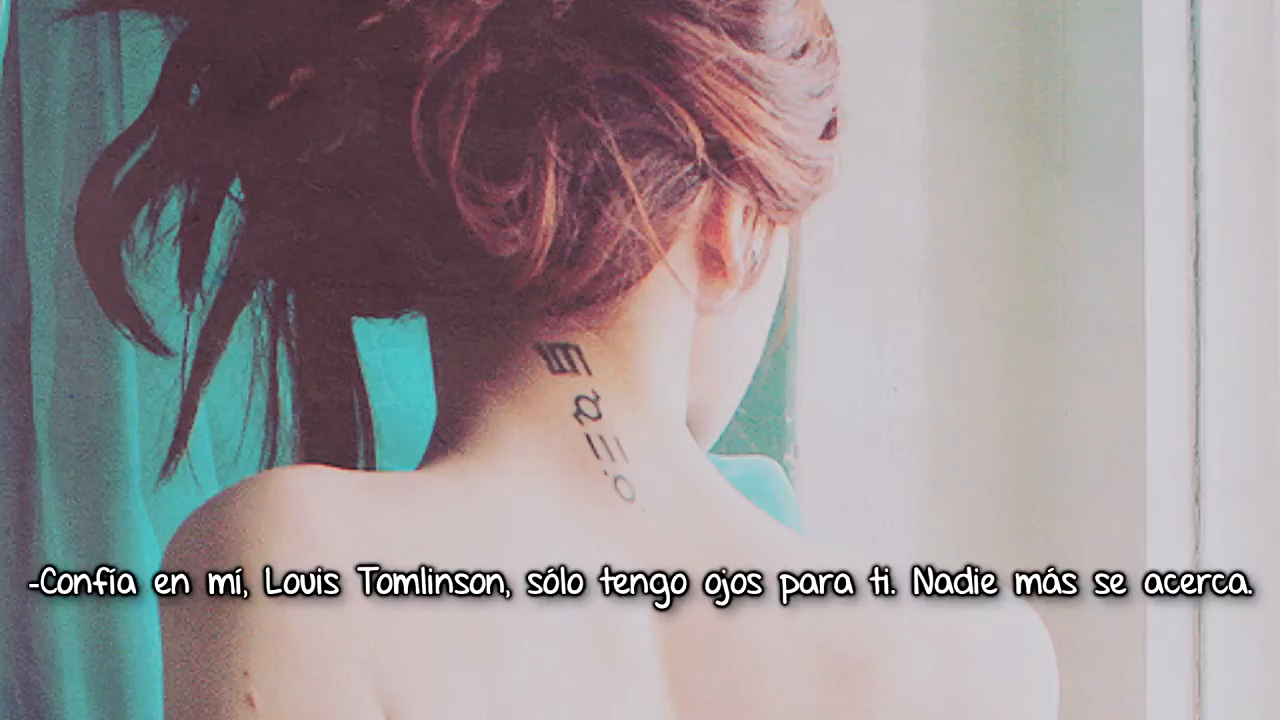 -Confía en mí, Louis Tomlinson, sólo tengo ojos para ti. Nadie más se acerca.